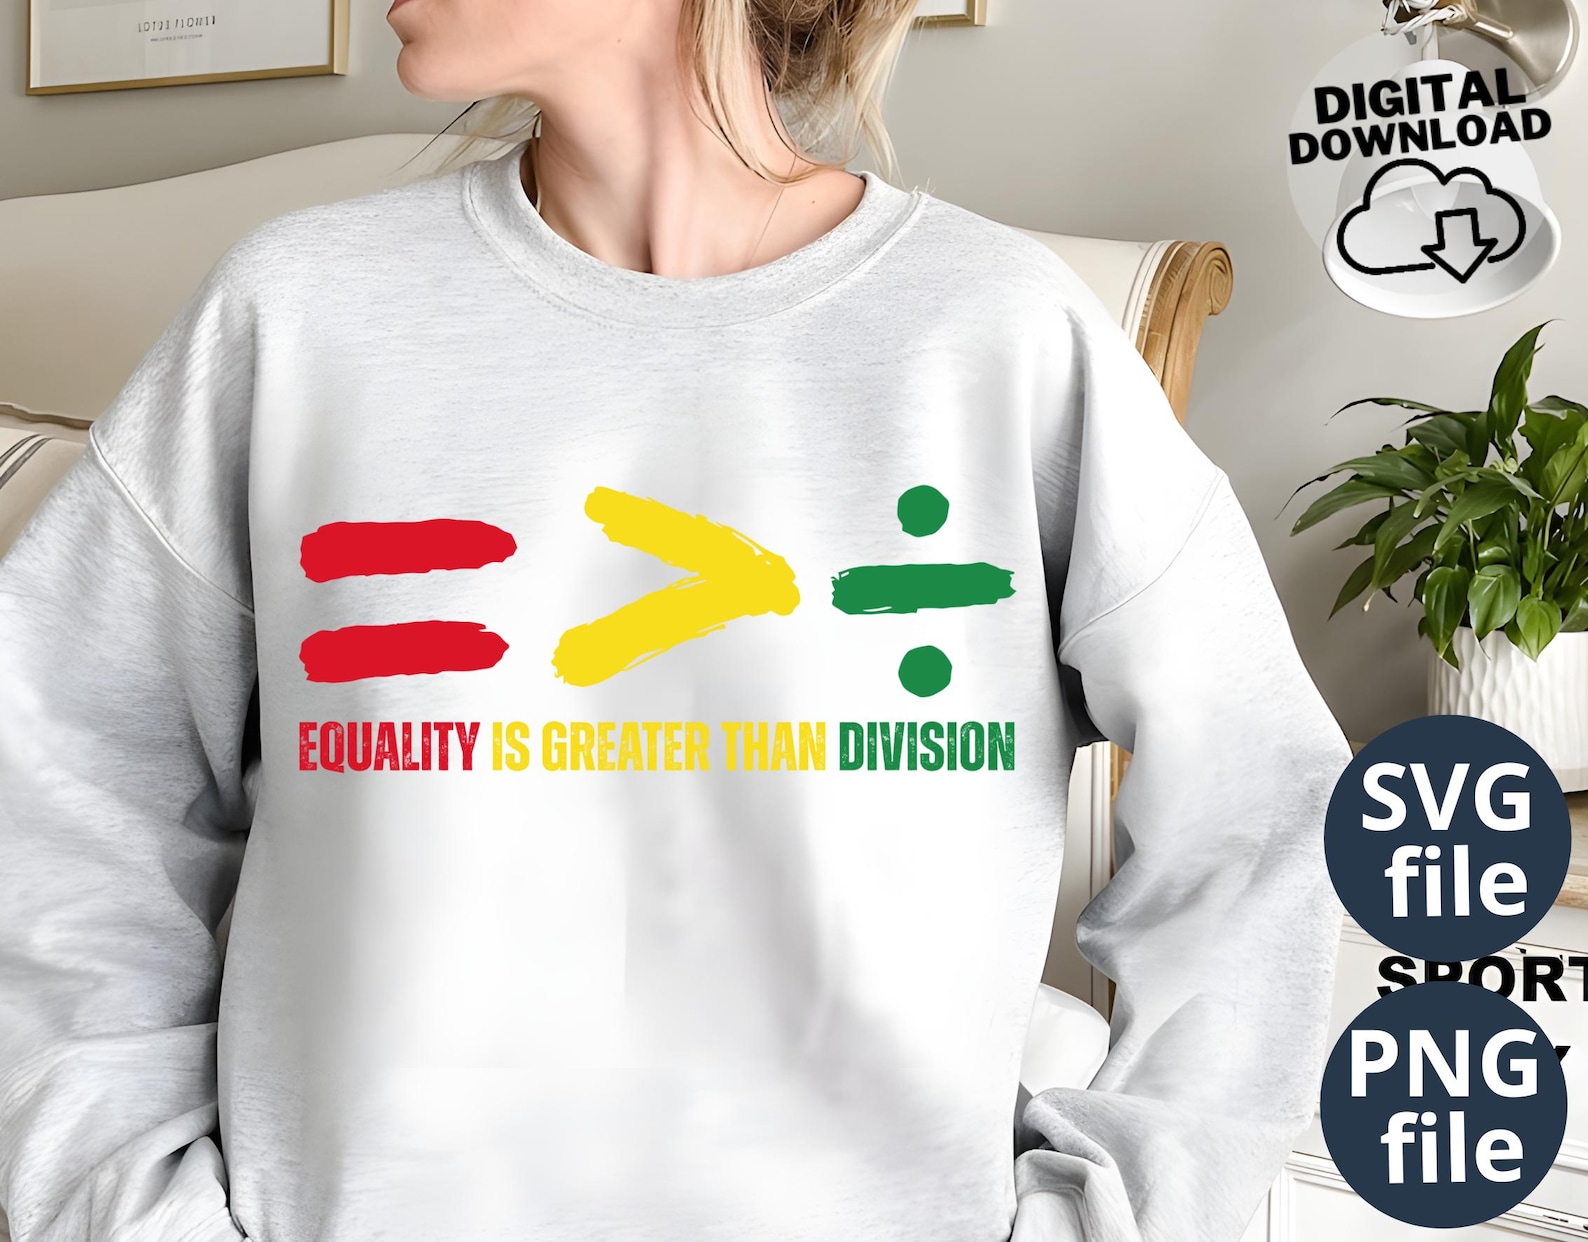 DIGITAL
DOWNLOAD
= > ÷
EQUALITY IS GREATER THAN DIVISION
SVG
file
PNG
file